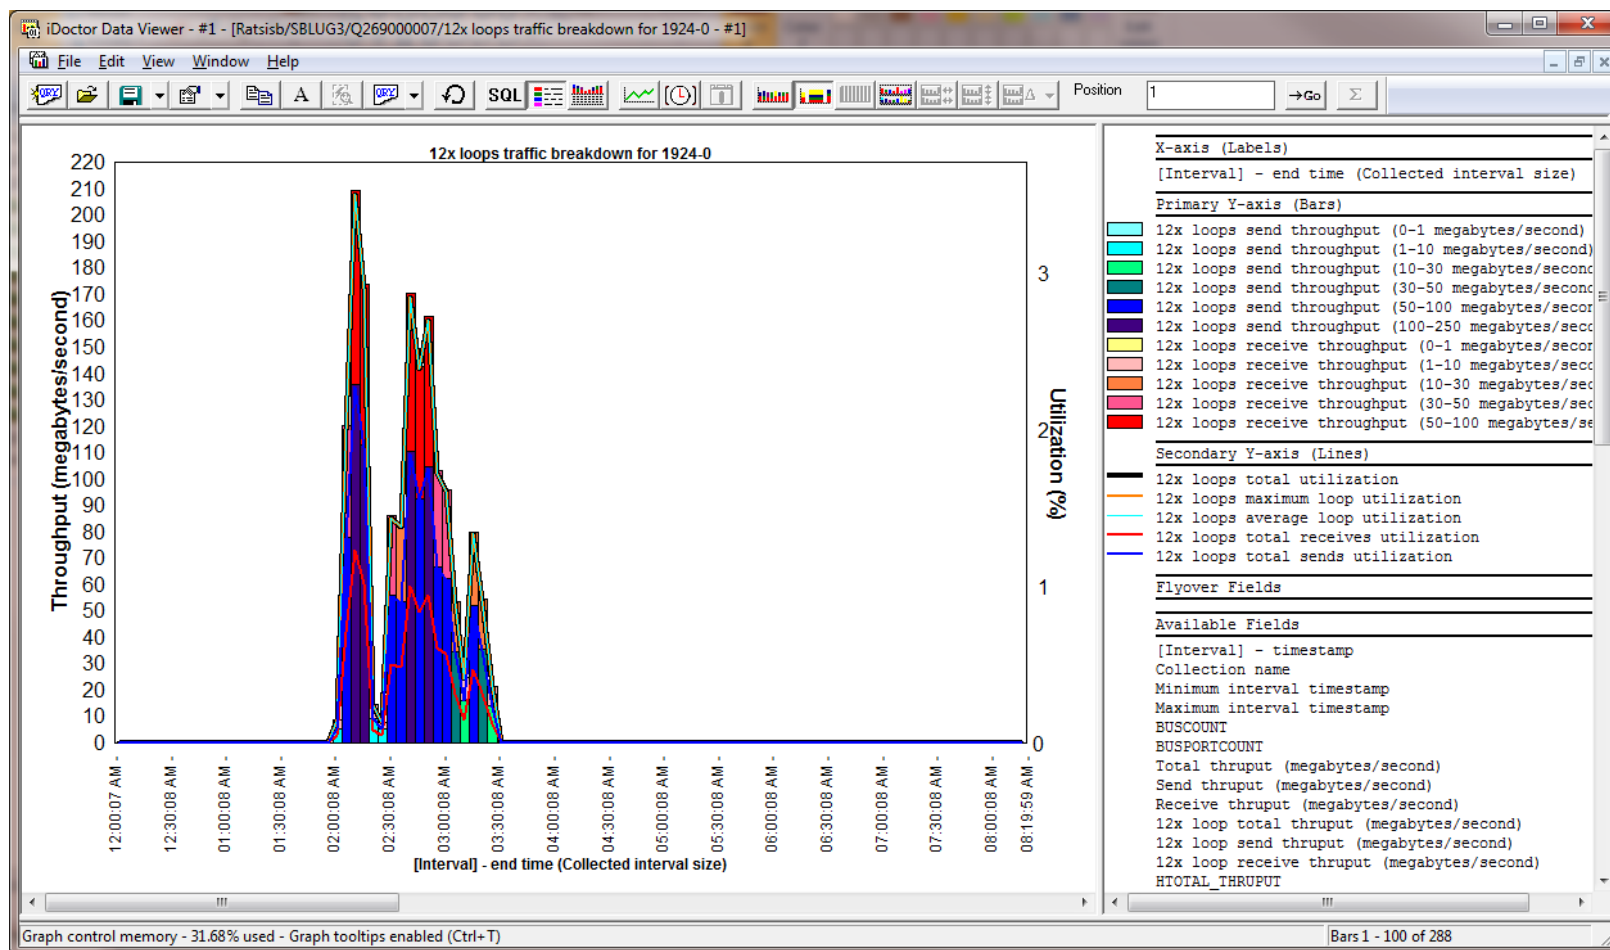 iDoctor Data Viewer - #1 - [Ratsisb/SBLUG3/Q269000007/12x loops traffic breakdown for 1924-0 - #1]
File Edit View Window Help
QRY QRY SQL A Position 1 →Go Σ
12x loops traffic breakdown for 1924-0
Throughput (megabytes/second)
220
210
200
190
180
170
160
150
140
130
120
110
100
90
80
70
60
50
40
30
20
10
0
3
2
1
0
Utilization (%)
12:00:07 AM -
12:30:08 AM -
01:00:08 AM -
01:30:08 AM -
02:00:08 AM -
02:30:08 AM -
03:00:08 AM -
03:30:08 AM -
04:00:08 AM -
04:30:08 AM -
05:00:08 AM -
05:30:08 AM -
06:00:08 AM -
06:30:08 AM -
07:00:08 AM -
07:30:08 AM -
08:00:08 AM -
08:19:59 AM -
[Interval] - end time (Collected interval size)
X-axis (Labels)
[Interval] - end time (Collected interval size)
Primary Y-axis (Bars)
12x loops send throughput (0-1 megabytes/second)
12x loops send throughput (1-10 megabytes/second)
12x loops send throughput (10-30 megabytes/second
12x loops send throughput (30-50 megabytes/second
12x loops send throughput (50-100 megabytes/secon
12x loops send throughput (100-250 megabytes/seco
12x loops receive throughput (0-1 megabytes/secon
12x loops receive throughput (1-10 megabytes/seco
12x loops receive throughput (10-30 megabytes/sec
12x loops receive throughput (30-50 megabytes/sec
12x loops receive throughput (50-100 megabytes/se
Secondary Y-axis (Lines)
12x loops total utilization
12x loops maximum loop utilization
12x loops average loop utilization
12x loops total receives utilization
12x loops total sends utilization
Flyover Fields
Available Fields
[Interval] - timestamp
Collection name
Minimum interval timestamp
Maximum interval timestamp
BUSCOUNT
BUSPORTCOUNT
Total thruput (megabytes/second)
Send thruput (megabytes/second)
Receive thruput (megabytes/second)
12x loop total thruput (megabytes/second)
12x loop send thruput (megabytes/second)
12x loop receive thruput (megabytes/second)
HTOTAL_THRUPUT
Graph control memory - 31.68% used - Graph tooltips enabled (Ctrl+T)
Bars 1 - 100 of 288